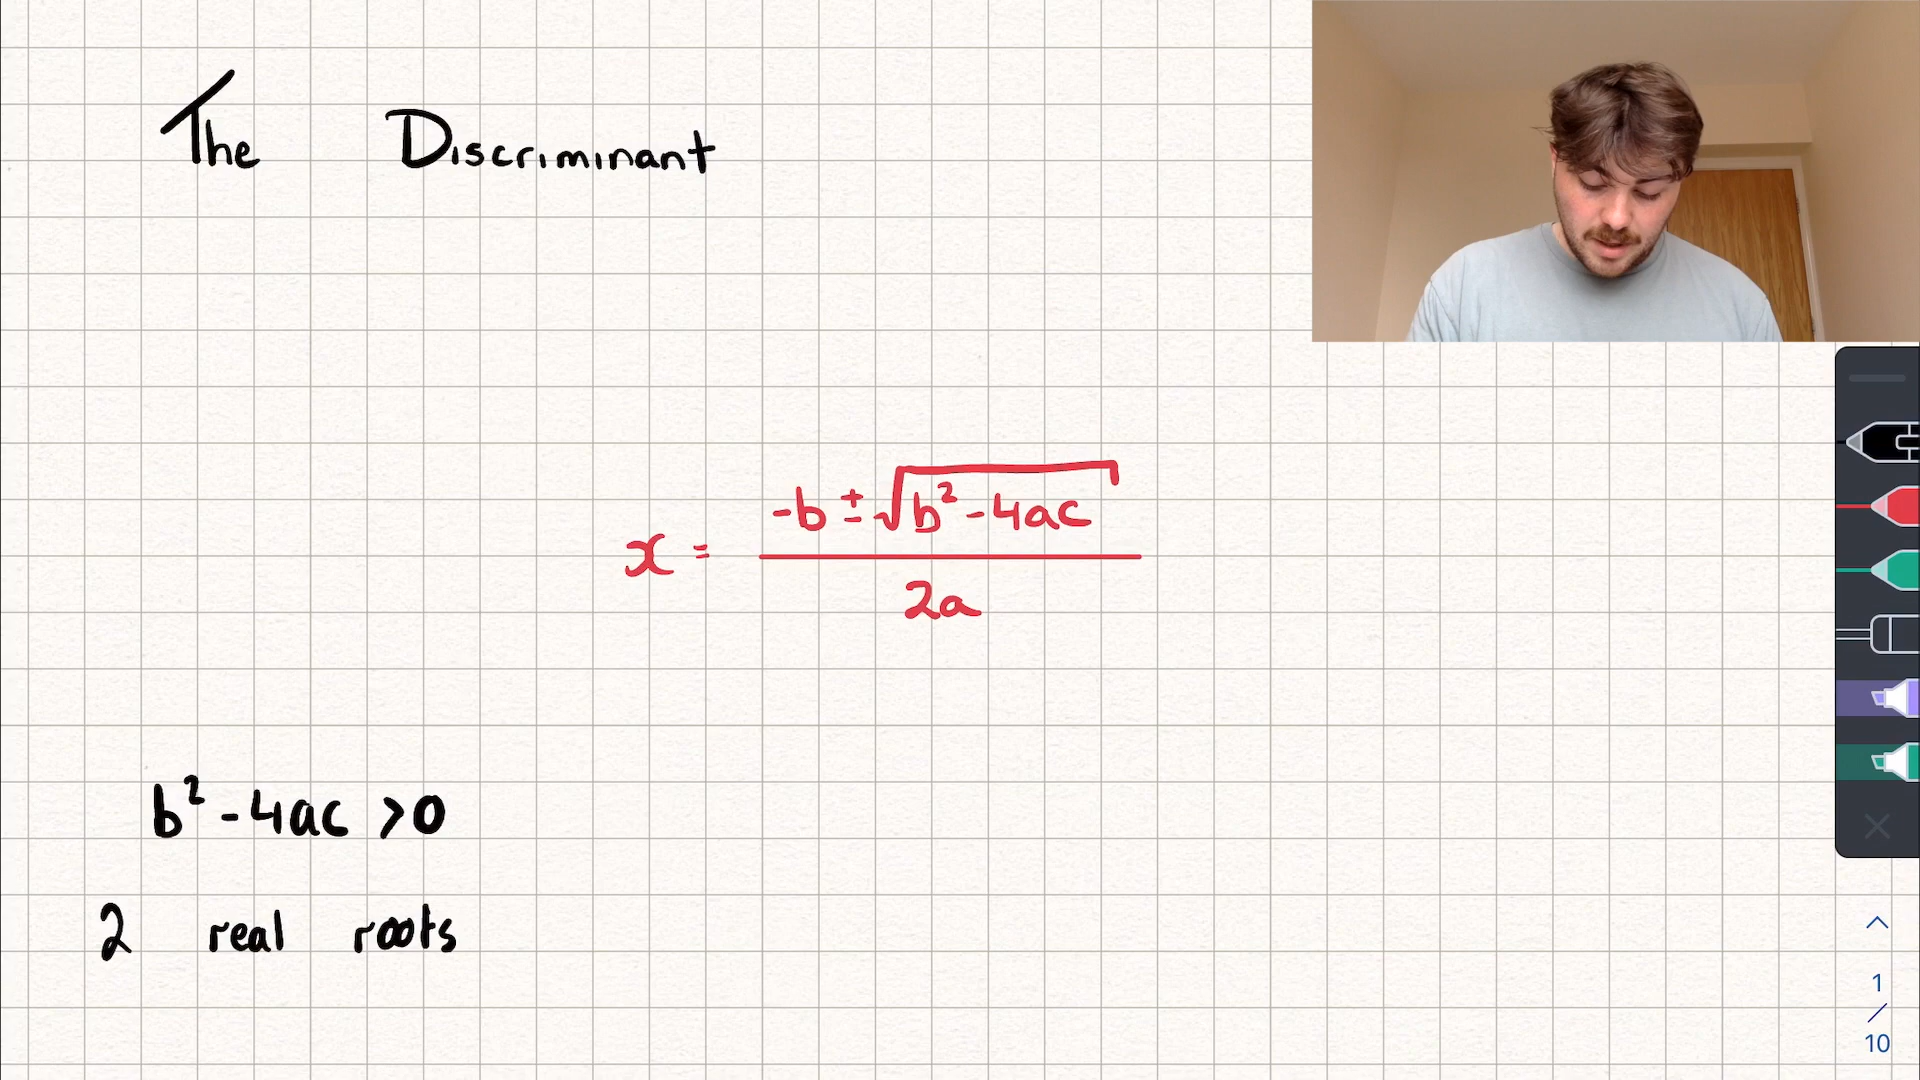 The Discriminant
x = -b ± √b² - 4ac
2a
b² - 4ac > 0
2 real roots
1
/
10